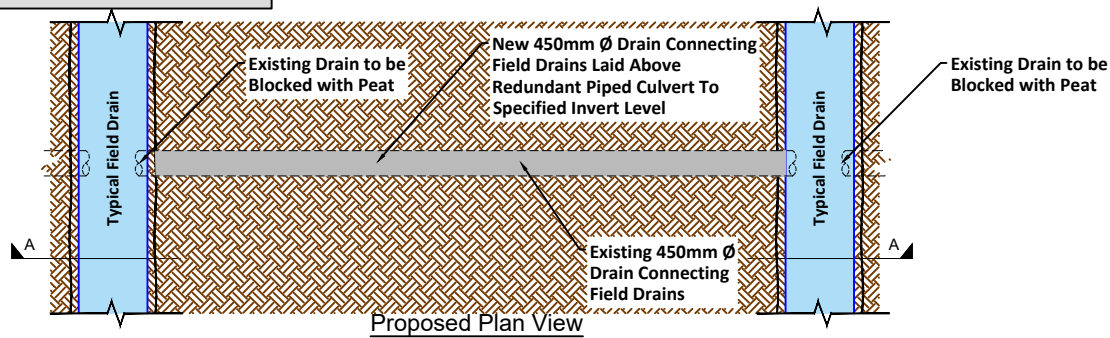 Existing Drain to be
Blocked with Peat
New 450mm Ø Drain Connecting
Field Drains Laid Above
Redundant Piped Culvert To
Specified Invert Level
Existing Drain to be
Blocked with Peat
Typical Field Drain
Typical Field Drain
A
A
Existing 450mm Ø
Drain Connecting
Field Drains
Proposed Plan View